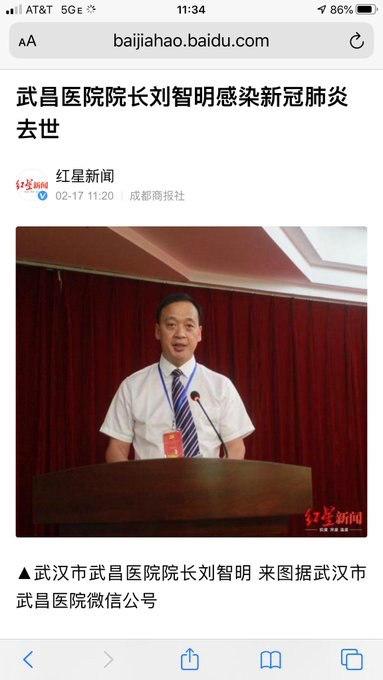 AT&T 5GE 11:34 86%
AA baijiahao.baidu.com
武昌医院院长刘智明感染新冠肺炎
去世
红星新闻 红星新闻
02-17 11:20 成都商报社
红星新闻
▲武汉市武昌医院院长刘智明 来图据武汉市
武昌医院微信公号